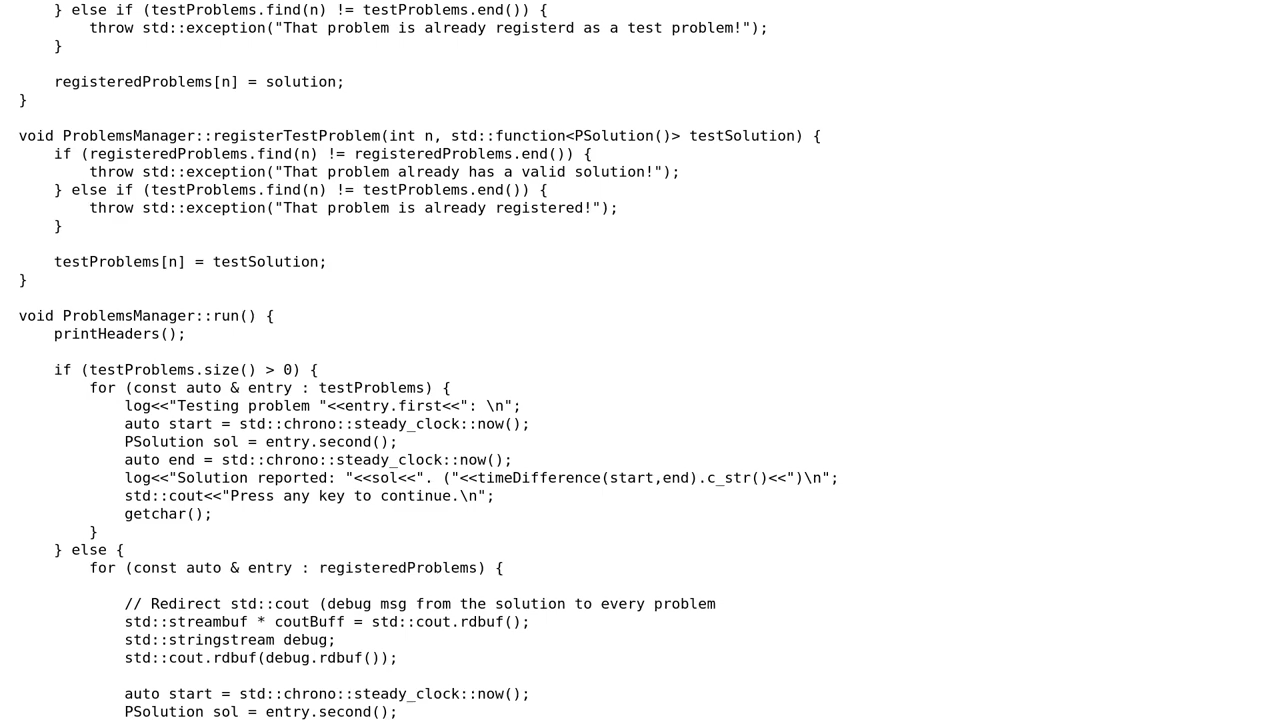 } else if (testProblems.find(n) != testProblems.end()) {
        throw std::exception("That problem is already registerd as a test problem!");
    }

    registeredProblems[n] = solution;
}

void ProblemsManager::registerTestProblem(int n, std::function<PSolution()> testSolution) {
    if (registeredProblems.find(n) != registeredProblems.end()) {
        throw std::exception("That problem already has a valid solution!");
    } else if (testProblems.find(n) != testProblems.end()) {
        throw std::exception("That problem is already registered!");
    }

    testProblems[n] = testSolution;
}

void ProblemsManager::run() {
    printHeaders();

    if (testProblems.size() > 0) {
        for (const auto & entry : testProblems) {
            log<<"Testing problem "<<entry.first<<": \n";
            auto start = std::chrono::steady_clock::now();
            PSolution sol = entry.second();
            auto end = std::chrono::steady_clock::now();
            log<<"Solution reported: "<<sol<<". ("<<timeDifference(start,end).c_str()<<")\n";
            std::cout<<"Press any key to continue.\n";
            getchar();
        }
    } else {
        for (const auto & entry : registeredProblems) {

            // Redirect std::cout (debug msg from the solution to every problem
            std::streambuf * coutBuff = std::cout.rdbuf();
            std::stringstream debug;
            std::cout.rdbuf(debug.rdbuf());

            auto start = std::chrono::steady_clock::now();
            PSolution sol = entry.second();